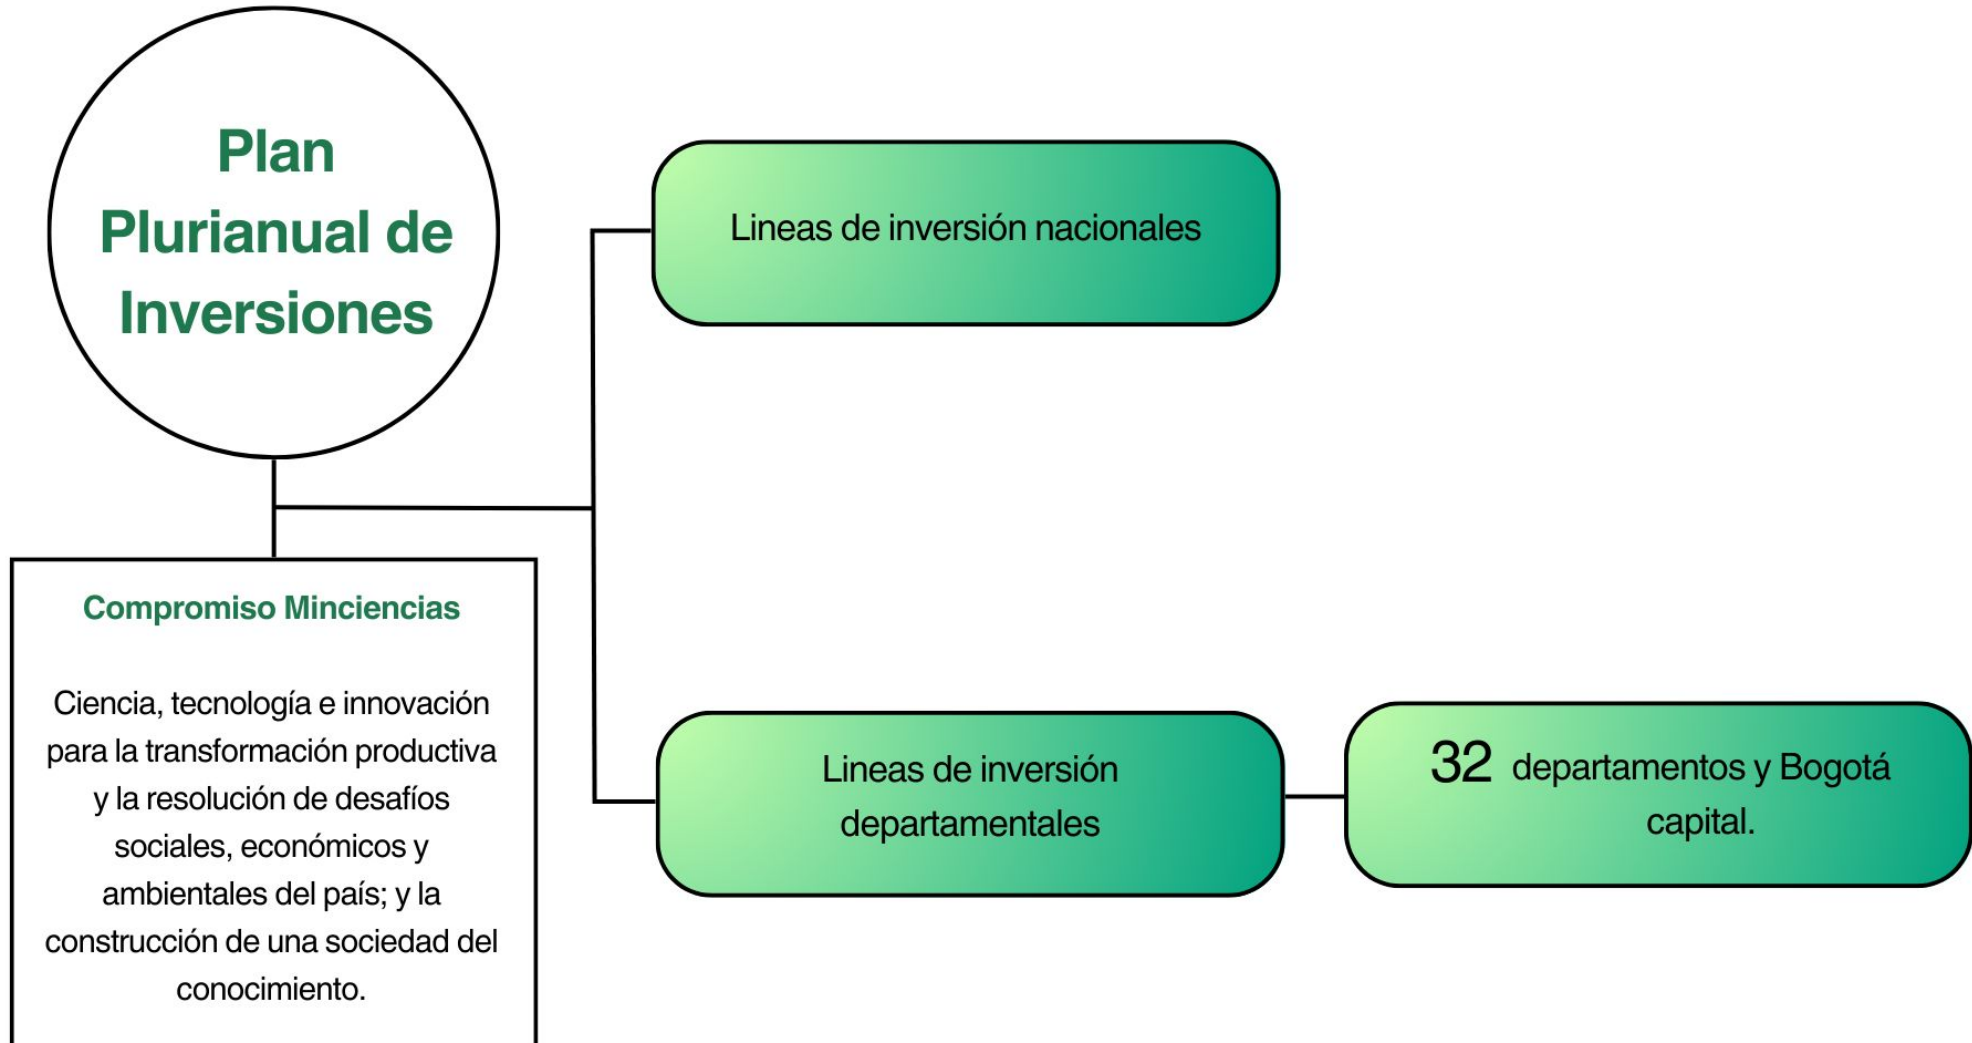 Plan
Plurianual de
Inversiones
Lineas de inversión nacionales
Compromiso Minciencias
Ciencia, tecnología e innovación
para la transformación productiva
y la resolución de desafíos
sociales, económicos y
ambientales del país; y la
construcción de una sociedad del
conocimiento.
Lineas de inversión
departamentales
32 departamentos y Bogotá
capital.